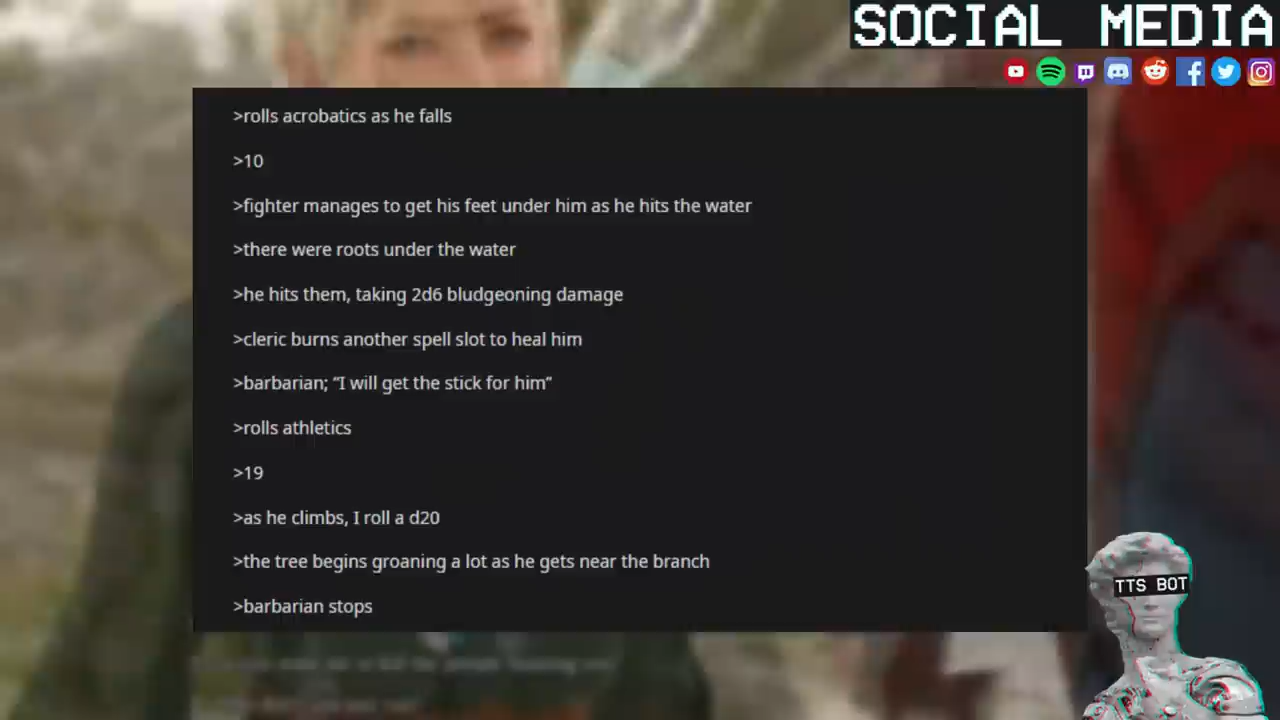 SOCIAL MEDIA
>rolls acrobatics as he falls
>10
>fighter manages to get his feet under him as he hits the water
>there were roots under the water
>he hits them, taking 2d6 bludgeoning damage
>cleric burns another spell slot to heal him
>barbarian; “I will get the stick for him”
>rolls athletics
>19
>as he climbs, I roll a d20
>the tree begins groaning a lot as he gets near the branch
>barbarian stops
TTS BOT